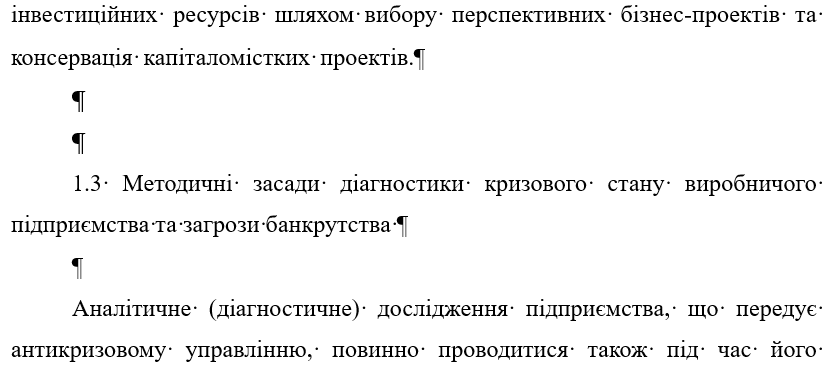 інвестиційних ресурсів шляхом вибору перспективних бізнес-проектів та
консервація капіталомістких проектів.¶
¶
¶
1.3 Методичні засади діагностики кризового стану виробничого
підприємства та загрози банкрутства ¶
¶
Аналітичне (діагностичне) дослідження підприємства, що передує
антикризовому управлінню, повинно проводитися також під час його